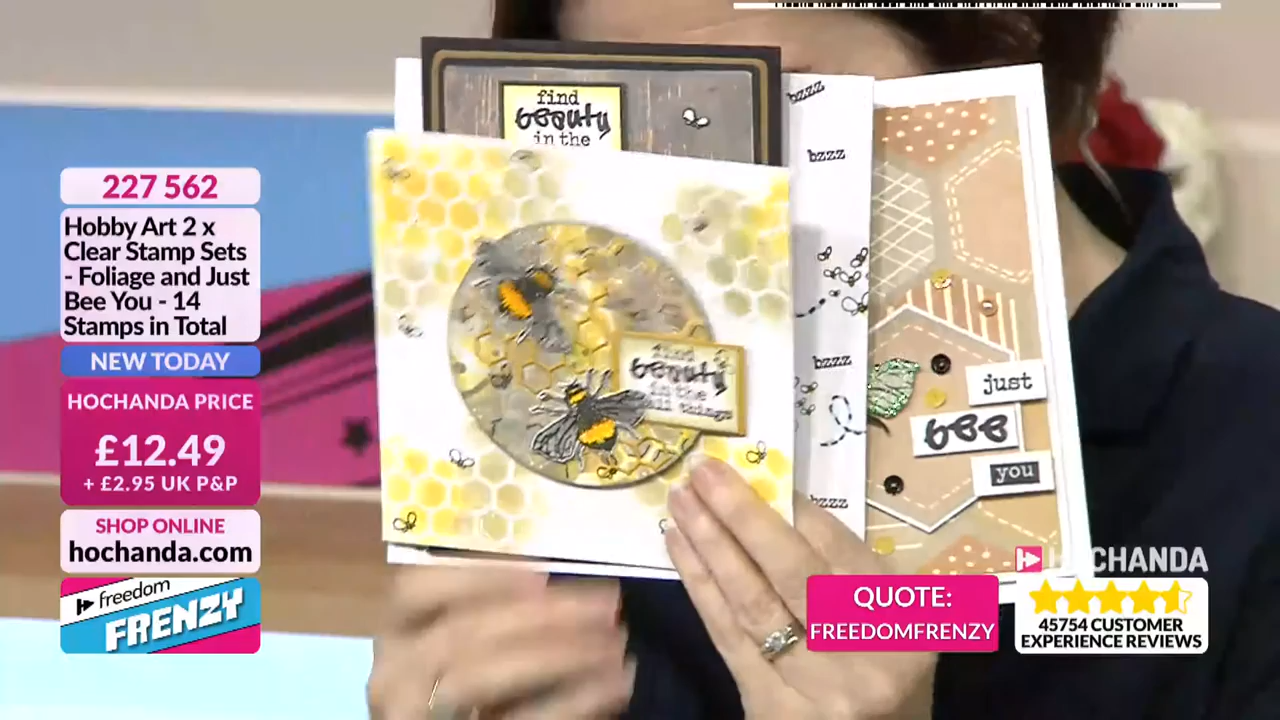 227 562
Hobby Art 2 x
Clear Stamp Sets
- Foliage and Just
Bee You - 14
Stamps in Total
NEW TODAY
HOCHANDA PRICE
£12.49
+ £2.95 UK P&P
SHOP ONLINE
hochanda.com
freedom
FRENZY
find
beauty
in the
find
beauty
in the
things
bzzz
bzzz
bzzz
bzzz
just
bee
you
HOCHANDA
QUOTE:
FREEDOMFRENZY
45754 CUSTOMER
EXPERIENCE REVIEWS